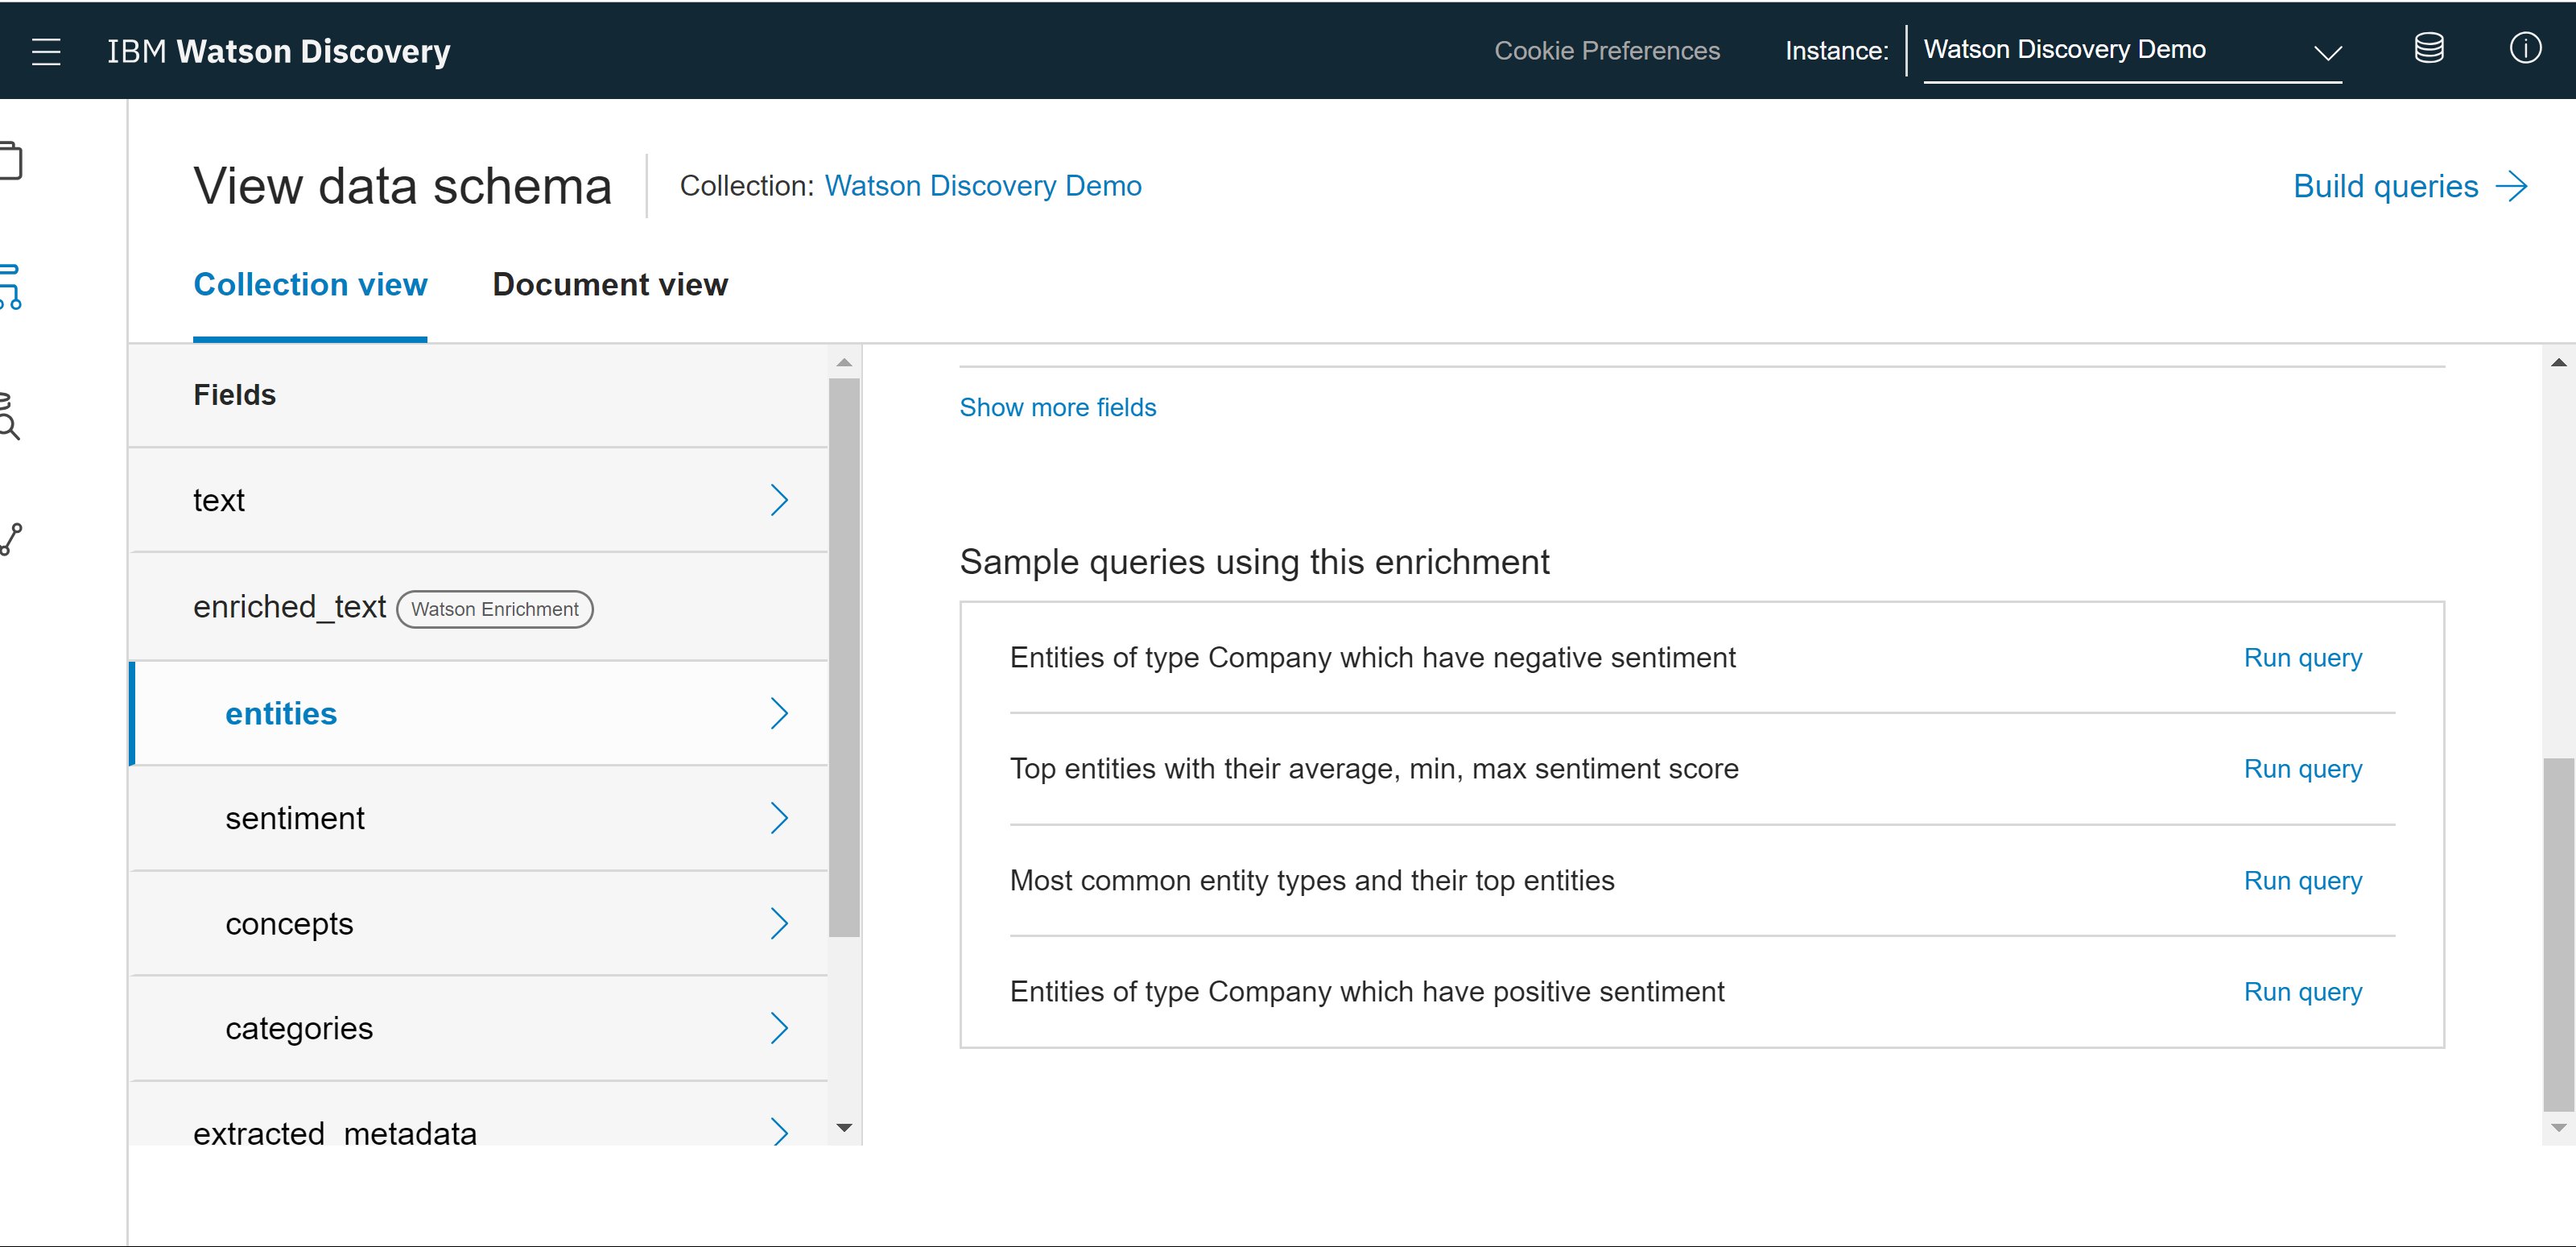 IBM Watson Discovery
Cookie Preferences
Instance:
Watson Discovery Demo
View data schema
Collection: Watson Discovery Demo
Build queries
Collection view
Document view
Fields
text
enriched_text
Watson Enrichment
entities
sentiment
concepts
categories
extracted_metadata
Show more fields
Sample queries using this enrichment
Entities of type Company which have negative sentiment
Run query
Top entities with their average, min, max sentiment score
Run query
Most common entity types and their top entities
Run query
Entities of type Company which have positive sentiment
Run query